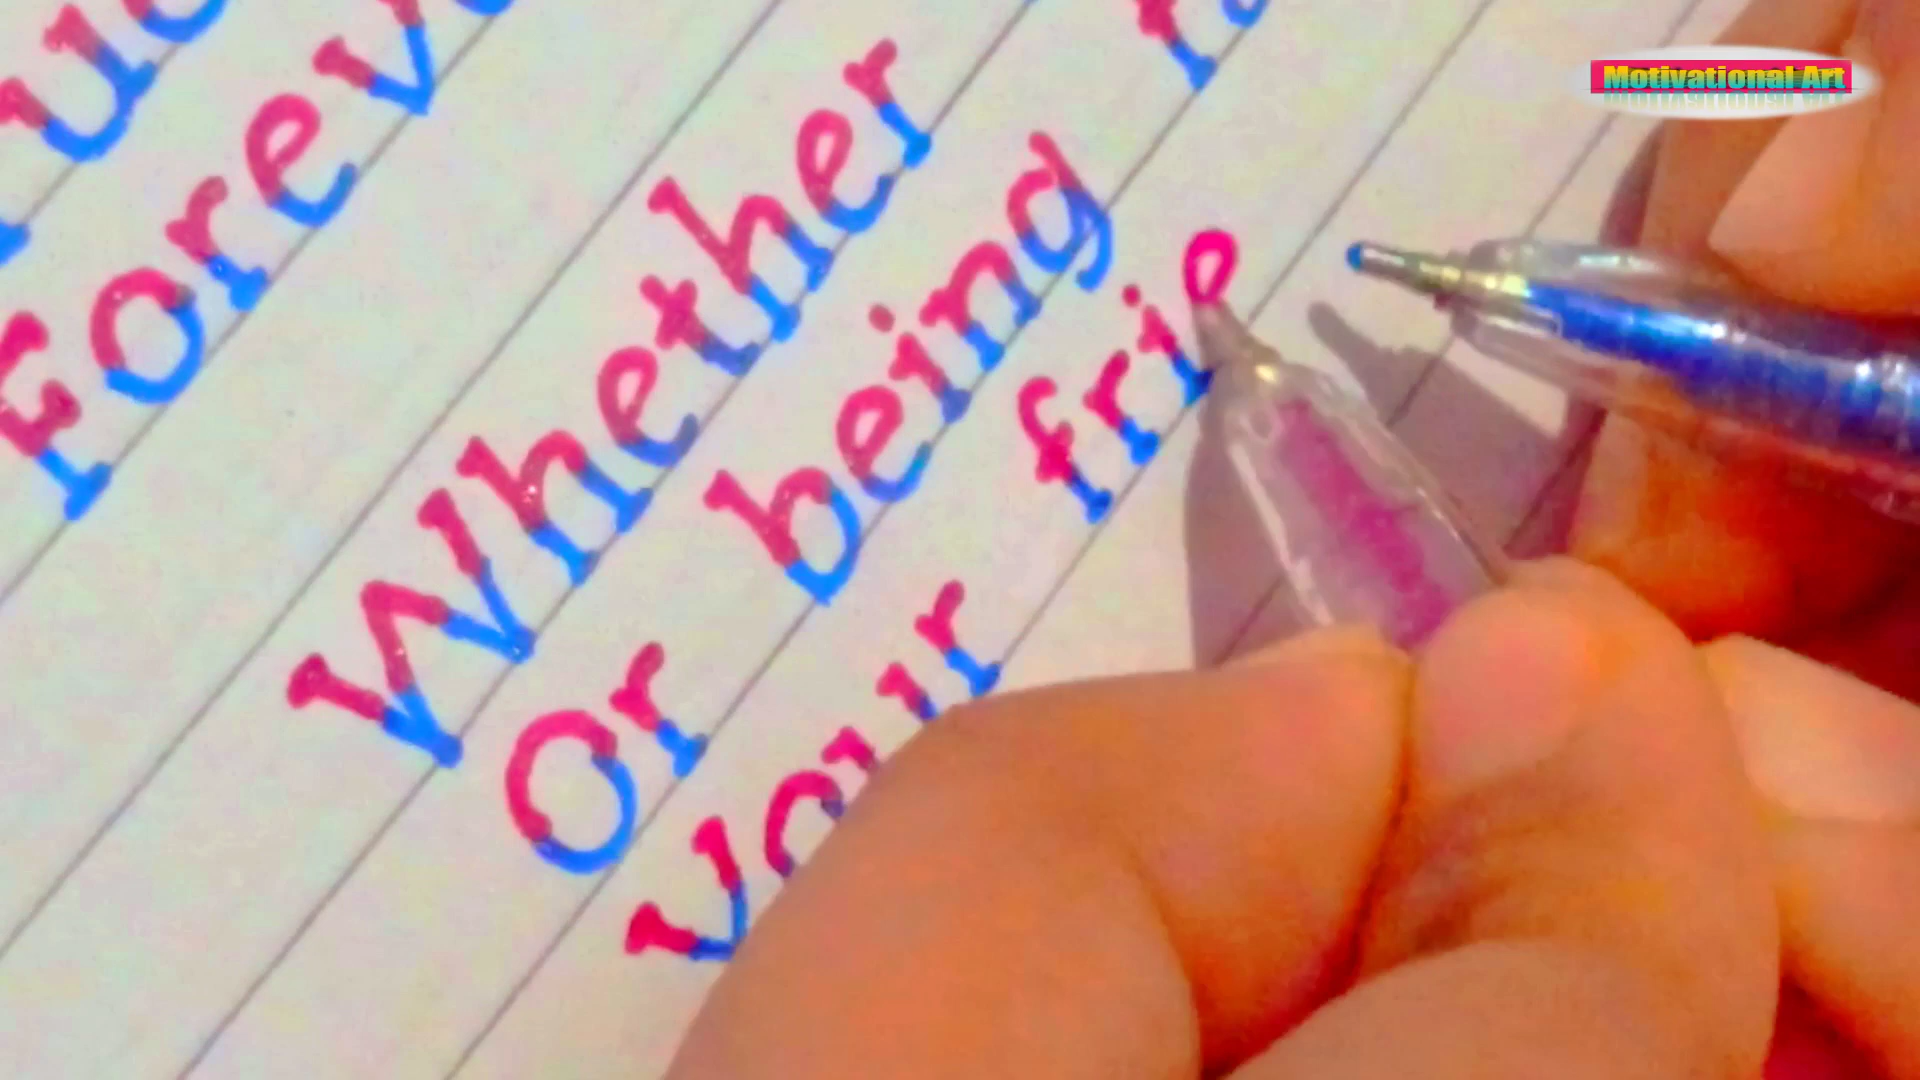 Motivational Art
Forev
Whether
Or being
Your frie